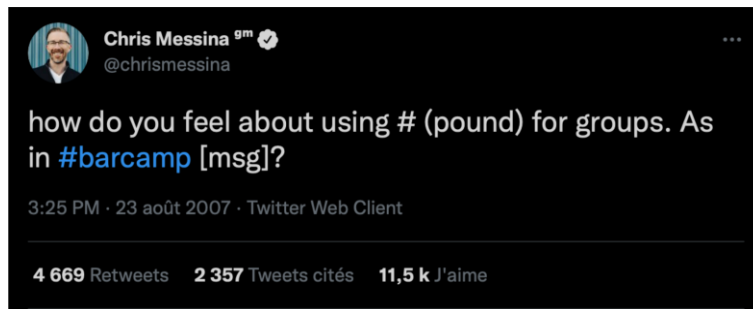 Chris Messina ᵍᵐ
@chrismessina
how do you feel about using # (pound) for groups. As
in #barcamp [msg]?
3:25 PM · 23 août 2007 · Twitter Web Client
4 669 Retweets 2 357 Tweets cités 11,5 k J'aime